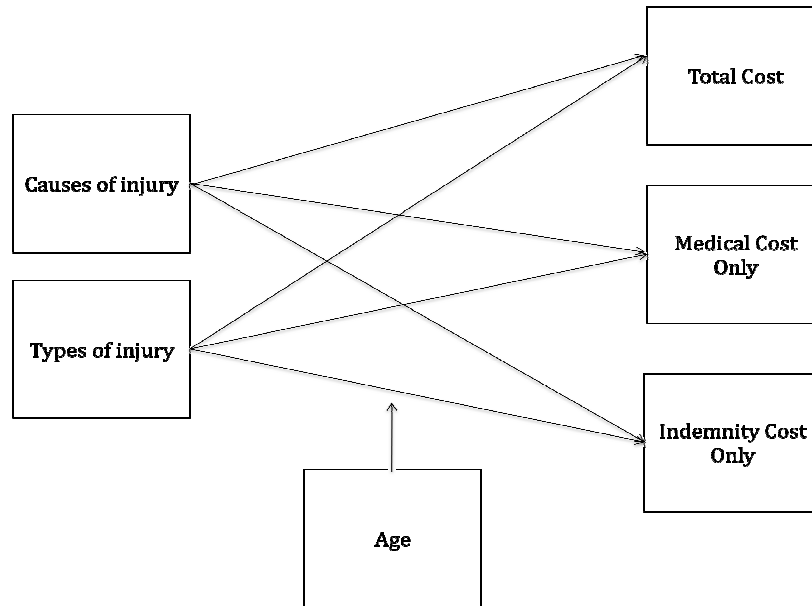 Total Cost
Causes of injury
Medical Cost
Only
Types of injury
Indemnity Cost
Only
Age